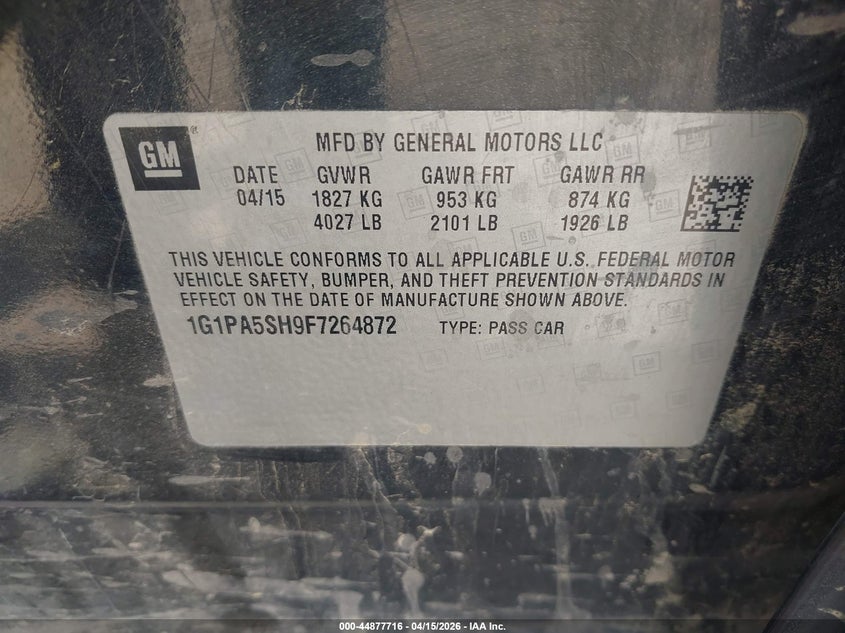 GM ®
MFD BY GENERAL MOTORS LLC
DATE GVWR GAWR FRT GAWR RR
04/15 1827 KG 953 KG 874 KG
4027 LB 2101 LB 1926 LB
THIS VEHICLE CONFORMS TO ALL APPLICABLE U.S. FEDERAL MOTOR
VEHICLE SAFETY, BUMPER, AND THEFT PREVENTION STANDARDS IN
EFFECT ON THE DATE OF MANUFACTURE SHOWN ABOVE.
1G1PA5SH9F7264872 TYPE: PASS CAR
000-44877716 - 04/15/2026 - IAA Inc.